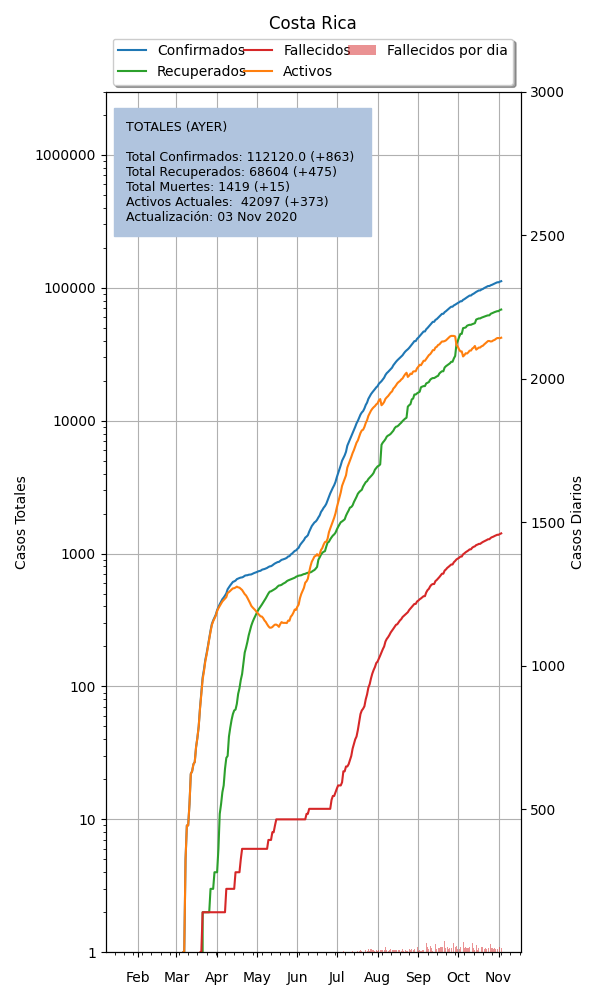 Costa Rica
Confirmados
Recuperados
Fallecidos
Activos
Fallecidos por dia
TOTALES (AYER)
Total Confirmados: 112120.0 (+863)
Total Recuperados: 68604 (+475)
Total Muertes: 1419 (+15)
Activos Actuales:  42097 (+373)
Actualización: 03 Nov 2020
Casos Totales
1000000
100000
10000
1000
100
10
1
Casos Diarios
3000
2500
2000
1500
1000
500
Feb Mar Apr May Jun Jul Aug Sep Oct Nov